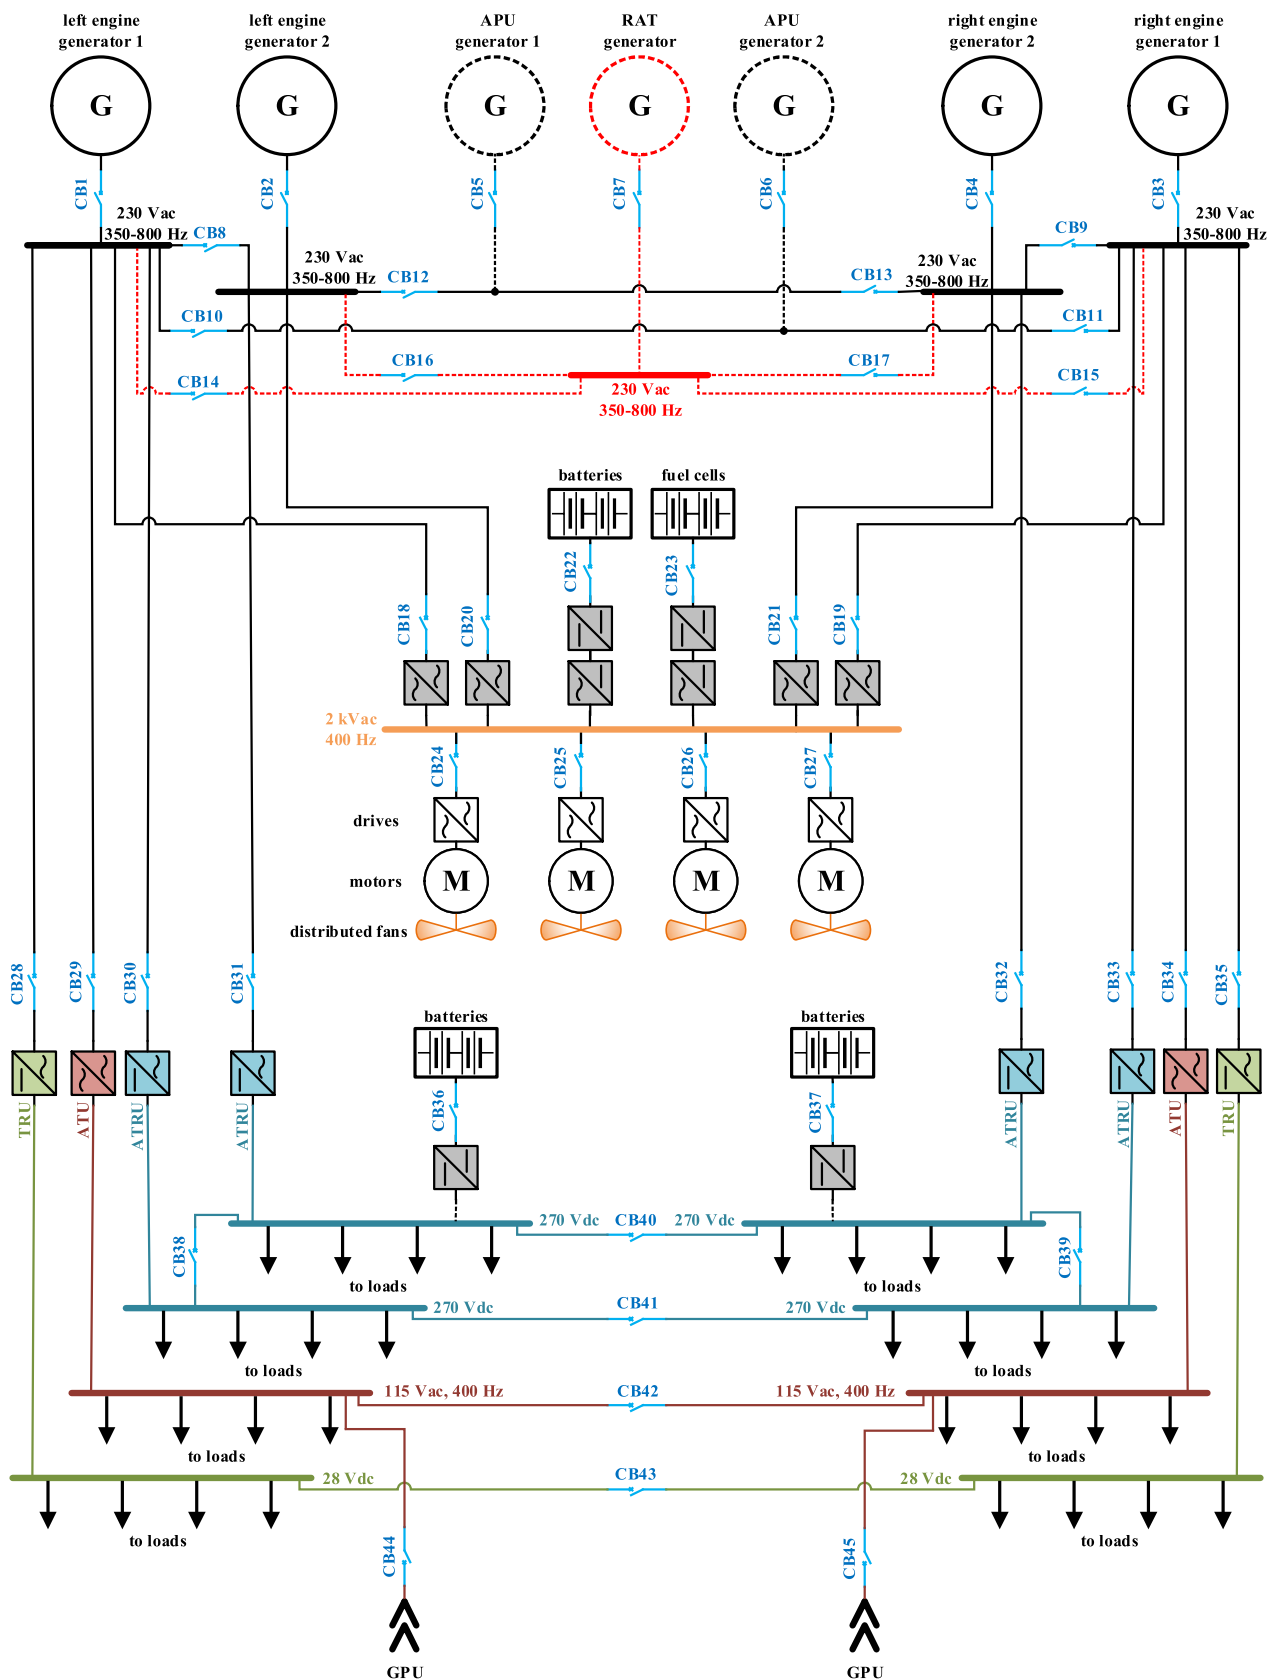 left engine
generator 1
left engine
generator 2
APU
generator 1
RAT
generator
APU
generator 2
right engine
generator 2
right engine
generator 1
G
G
G
G
G
G
G
CB1
CB2
CB5
CB7
CB6
CB4
CB3
230 Vac
350-800 Hz
CB8
CB9
230 Vac
350-800 Hz
230 Vac
350-800 Hz
CB12
CB13
230 Vac
350-800 Hz
CB10
CB11
CB16
CB17
CB14
CB15
230 Vac
350-800 Hz
batteries
fuel cells
CB22
CB23
CB18
CB20
CB21
CB19
2 kVac
400 Hz
CB24
CB25
CB26
CB27
drives
motors
M
M
M
M
distributed fans
CB28
CB29
CB30
CB31
CB32
CB33
CB34
CB35
batteries
batteries
TRU
ATU
ATRU
ATRU
CB36
CB37
ATRU
ATRU
ATU
TRU
270 Vdc
CB40
270 Vdc
CB38
CB39
to loads
to loads
270 Vdc
CB41
270 Vdc
to loads
to loads
115 Vac, 400 Hz
CB42
115 Vac, 400 Hz
to loads
to loads
28 Vdc
CB43
28 Vdc
to loads
to loads
CB44
CB45
GPU
GPU